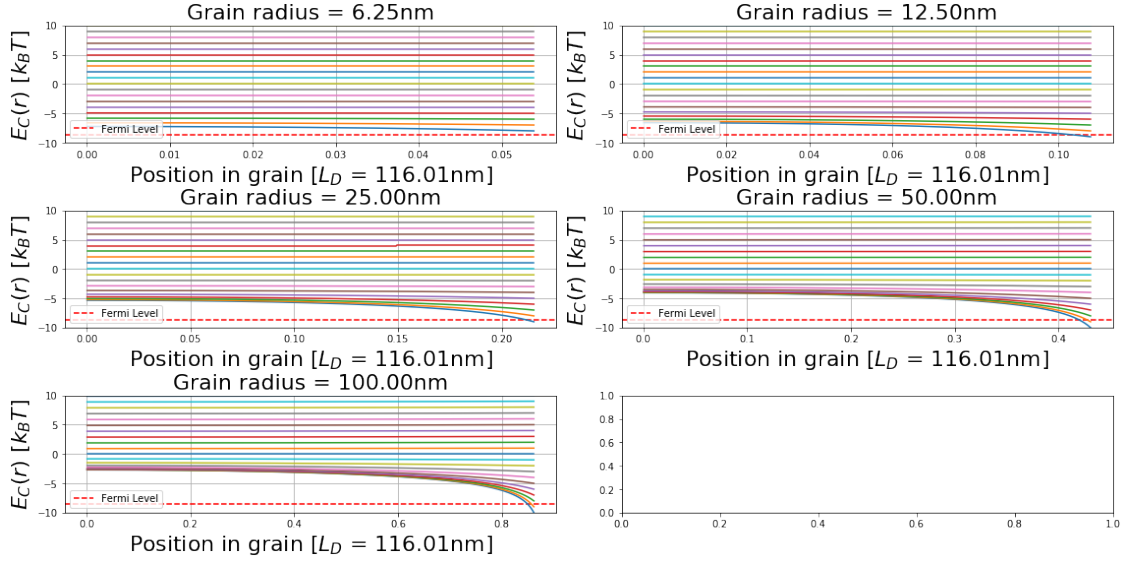 Grain radius = 6.25nm
10
5
0
−5
−10
E_C(r) [k_BT]
Fermi Level
0.00 0.01 0.02 0.03 0.04 0.05
Position in grain [L_D = 116.01nm]
Grain radius = 12.50nm
10
5
0
−5
−10
E_C(r) [k_BT]
Fermi Level
0.00 0.02 0.04 0.06 0.08 0.10
Position in grain [L_D = 116.01nm]
Grain radius = 25.00nm
10
5
0
−5
−10
E_C(r) [k_BT]
Fermi Level
0.00 0.05 0.10 0.15 0.20
Position in grain [L_D = 116.01nm]
Grain radius = 50.00nm
10
5
0
−5
−10
E_C(r) [k_BT]
Fermi Level
0.0 0.1 0.2 0.3 0.4
Position in grain [L_D = 116.01nm]
Grain radius = 100.00nm
10
5
0
−5
−10
E_C(r) [k_BT]
Fermi Level
0.0 0.2 0.4 0.6 0.8
Position in grain [L_D = 116.01nm]
1.0
0.8
0.6
0.4
0.2
0.0
0.0 0.2 0.4 0.6 0.8 1.0